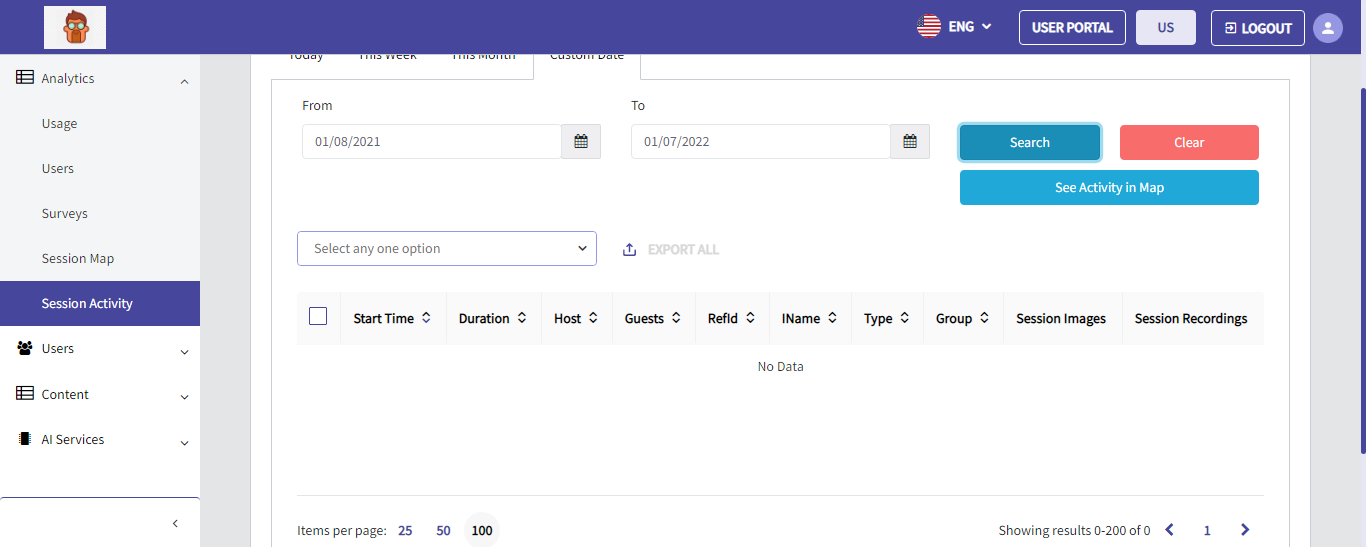 ENG
USER PORTAL
US
LOGOUT
Today This Week This Month Custom Date
Analytics
Usage
Users
Surveys
Session Map
Session Activity
Users
Content
AI Services
From
To
01/08/2021
01/07/2022
Search
Clear
See Activity in Map
Select any one option
EXPORT ALL
Start Time Duration Host Guests RefId IName Type Group Session Images Session Recordings
No Data
Items per page: 25 50 100
Showing results 0-200 of 0 1